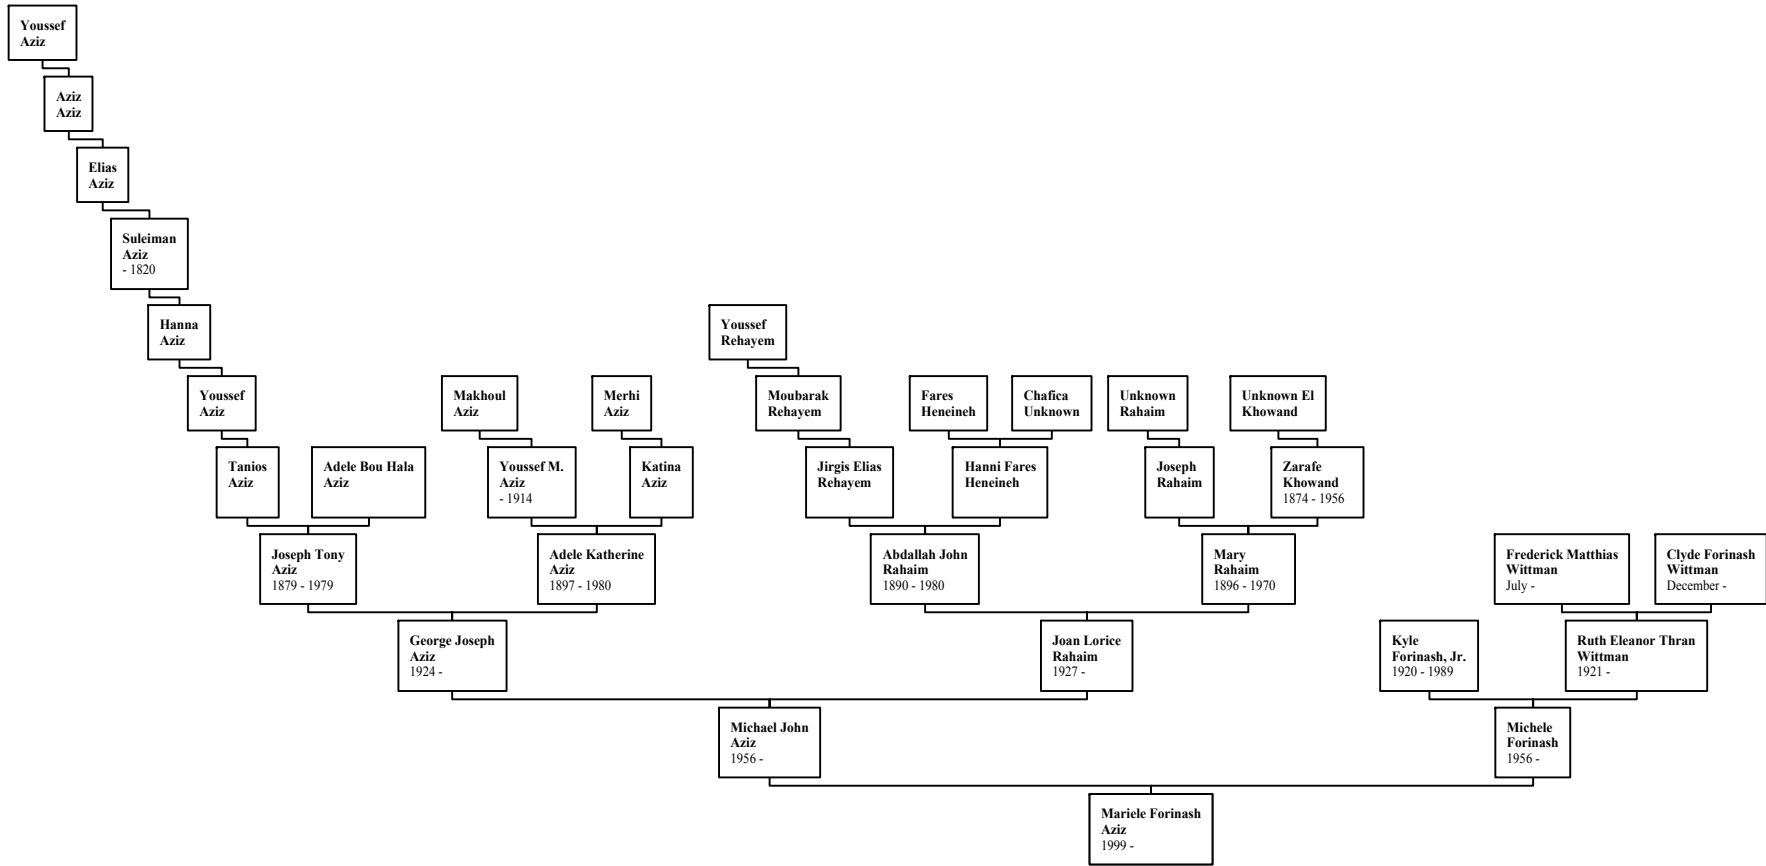 Youssef
Aziz
Aziz
Aziz
Elias
Aziz
Suleiman
Aziz
- 1820
Hanna
Aziz
Youssef
Rehayem
Youssef
Aziz
Makhoul
Aziz
Merhi
Aziz
Moubarak
Rehayem
Fares
Heneineh
Chafica
Unknown
Unknown
Rahaim
Unknown El
Khowand
Tanios
Aziz
Adele Bou Hala
Aziz
Youssef M.
Aziz
- 1914
Katina
Aziz
Jirgis Elias
Rehayem
Hanni Fares
Heneineh
Joseph
Rahaim
Zarafe
Khowand
1874 - 1956
Joseph Tony
Aziz
1879 - 1979
Adele Katherine
Aziz
1897 - 1980
Abdallah John
Rahaim
1890 - 1980
Mary
Rahaim
1896 - 1970
Frederick Matthias
Wittman
July -
Clyde Forinash
Wittman
December -
George Joseph
Aziz
1924 -
Joan Lorice
Rahaim
1927 -
Kyle
Forinash, Jr.
1920 - 1989
Ruth Eleanor Thran
Wittman
1921 -
Michael John
Aziz
1956 -
Michele
Forinash
1956 -
Mariele Forinash
Aziz
1999 -